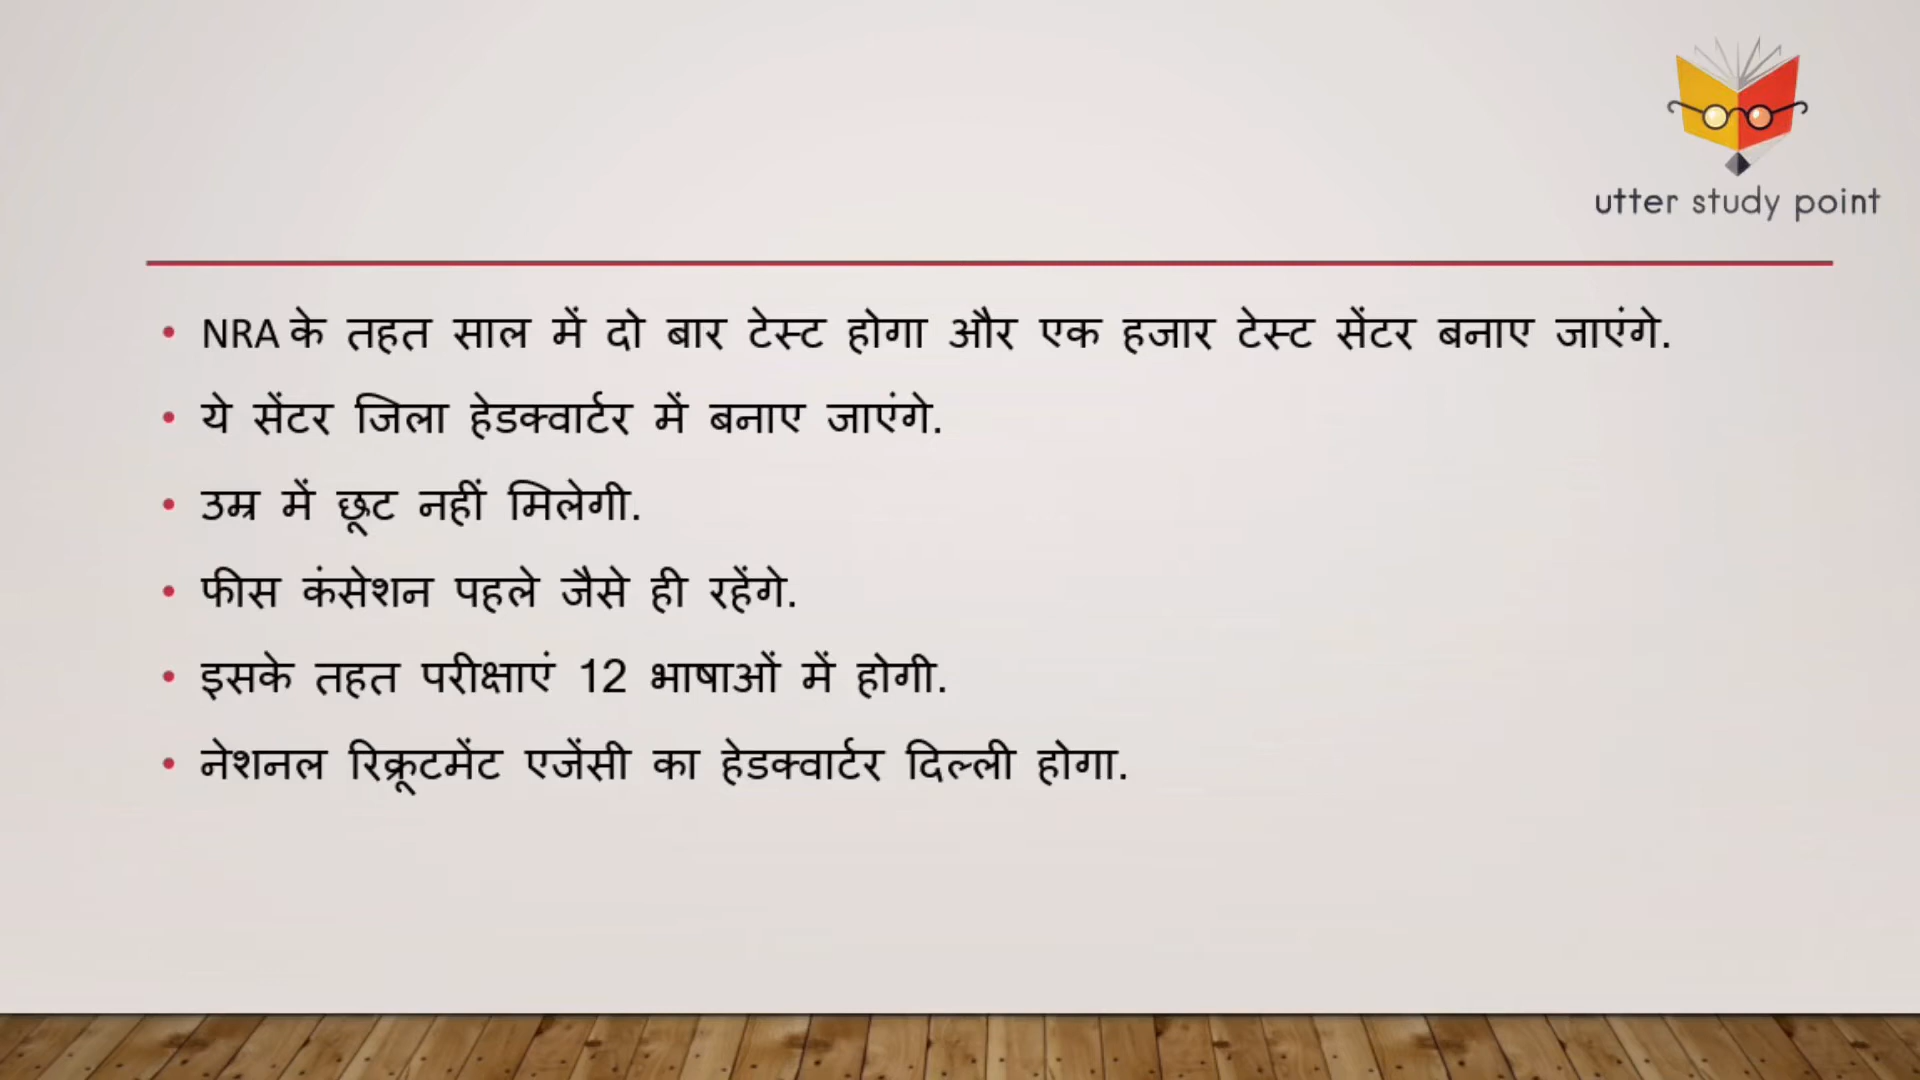 utter study point
• NRA के तहत साल में दो बार टेस्ट होगा और एक हजार टेस्ट सेंटर बनाए जाएंगे.
• ये सेंटर जिला हेडक्वार्टर में बनाए जाएंगे.
• उम्र में छूट नहीं मिलेगी.
• फीस कंसेशन पहले जैसे ही रहेंगे.
• इसके तहत परीक्षाएं 12 भाषाओं में होगी.
• नेशनल रिक्रूटमेंट एजेंसी का हेडक्वार्टर दिल्ली होगा.